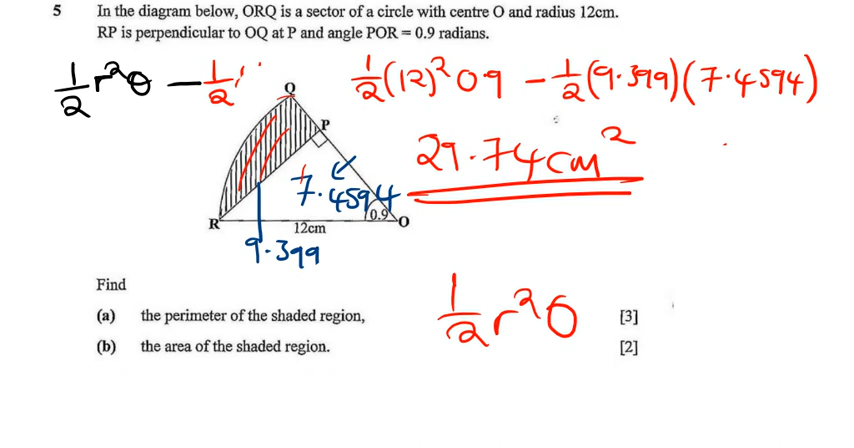 5 In the diagram below, ORQ is a sector of a circle with centre O and radius 12cm.
RP is perpendicular to OQ at P and angle POR = 0.9 radians.
1/2 r²θ − 1/2
1/2 (12)² 09 − 1/2 (9.399)(7.4594)
29.74cm²
Q
P
7.4594
0.9
R
O
12cm
9.399
Find
1/2 r²θ
(a) the perimeter of the shaded region, [3]
(b) the area of the shaded region. [2]